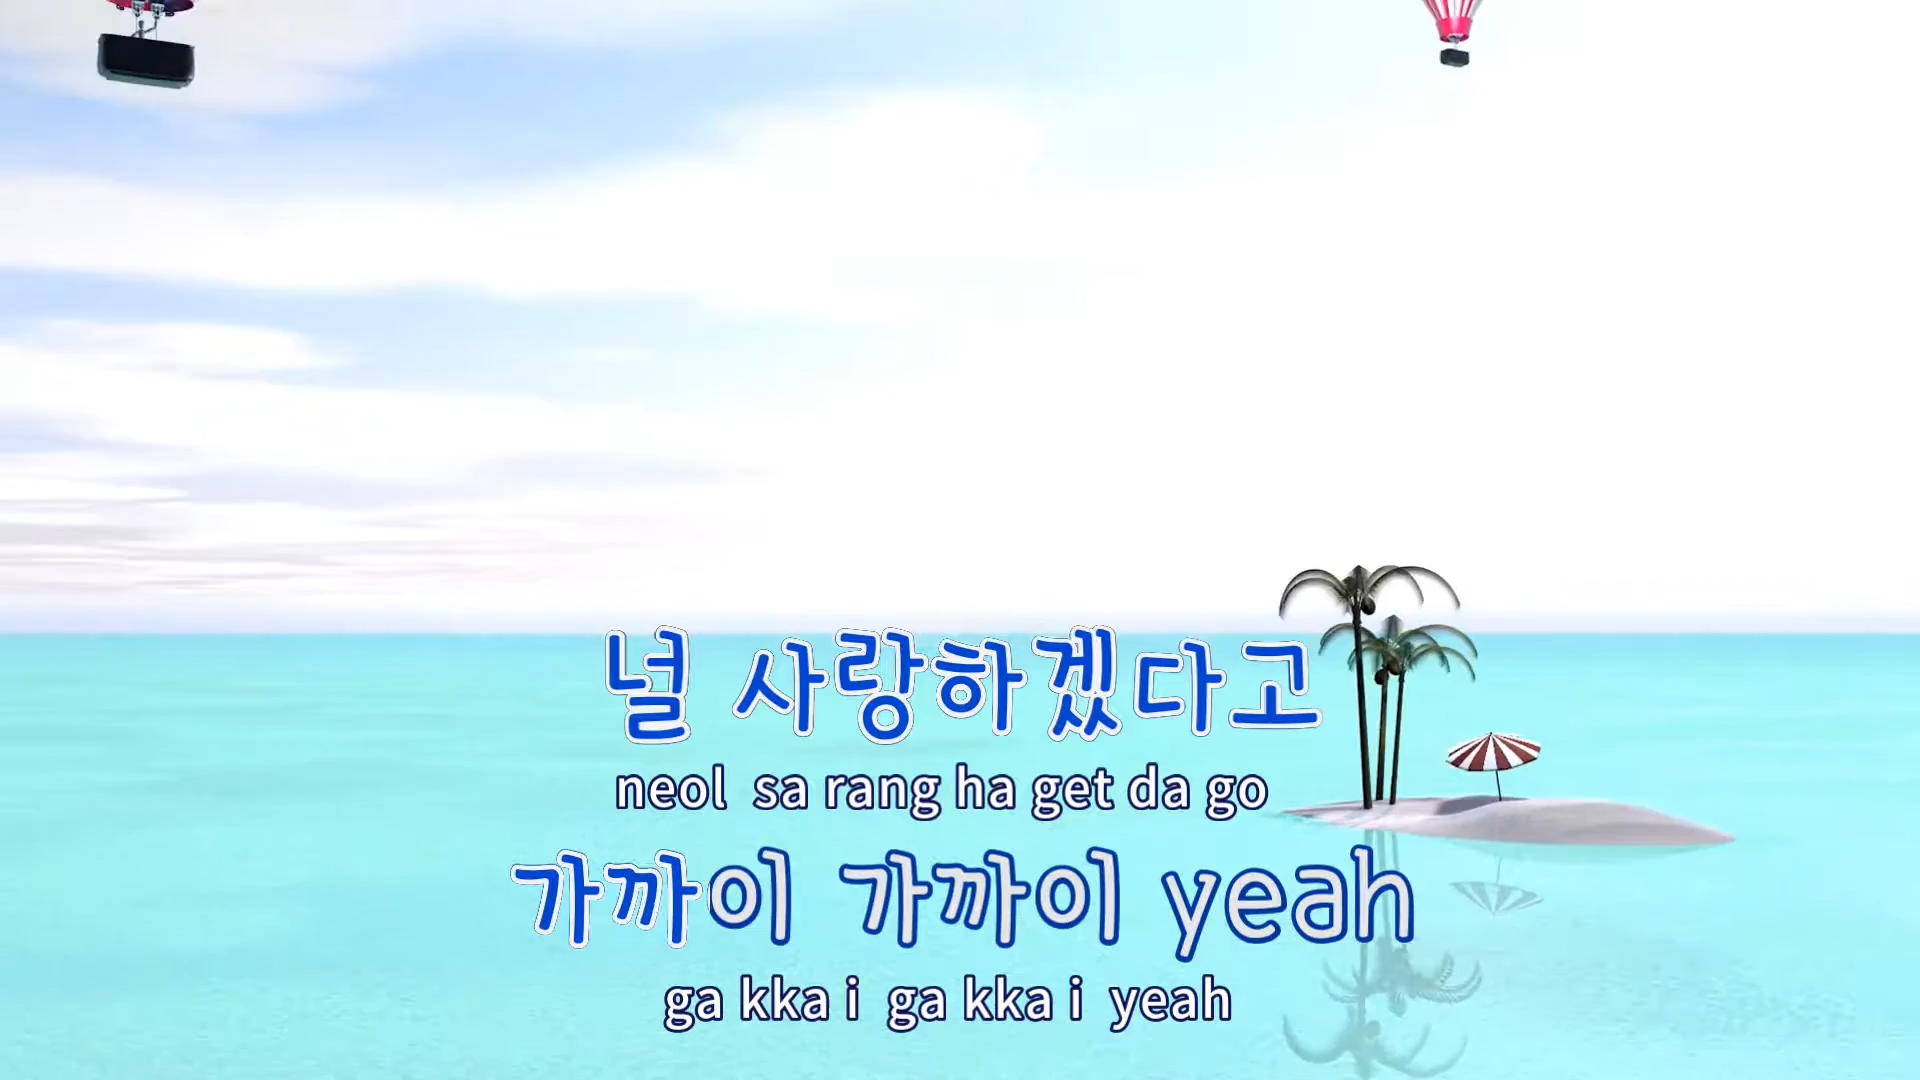 널 사랑하겠다고
neol sa rang ha get da go
가까이 가까이 yeah
ga kka i ga kka i yeah